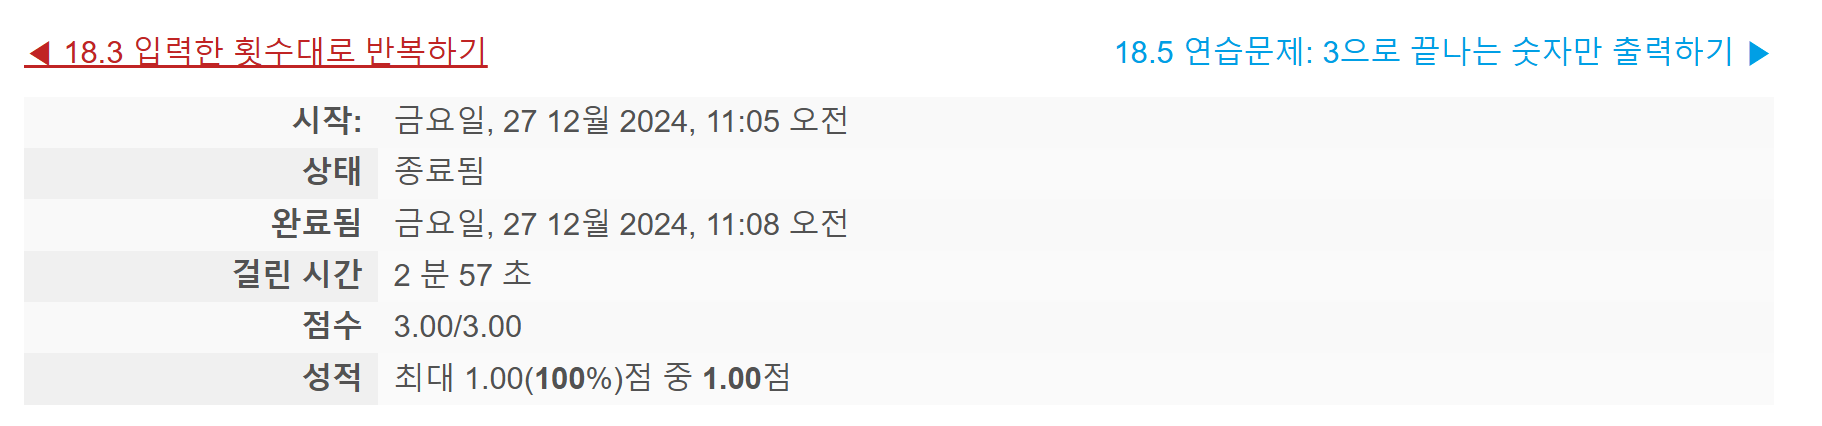 ◀ 18.3 입력한 횟수대로 반복하기
18.5 연습문제: 3으로 끝나는 숫자만 출력하기 ▶
시작: 금요일, 27 12월 2024, 11:05 오전
상태 종료됨
완료됨 금요일, 27 12월 2024, 11:08 오전
걸린 시간 2 분 57 초
점수 3.00/3.00
성적 최대 1.00(100%)점 중 1.00점